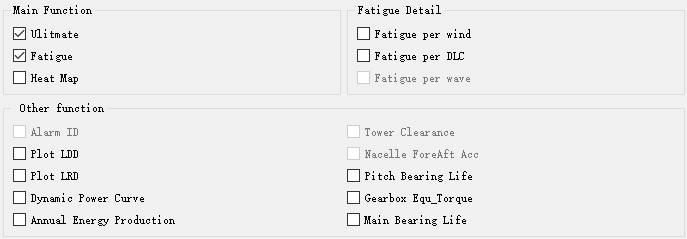 Main Function
Ulitmate
Fatigue
Heat Map
Fatigue Detail
Fatigue per wind
Fatigue per DLC
Fatigue per wave
Other function
Alarm ID
Plot LDD
Plot LRD
Dynamic Power Curve
Annual Energy Production
Tower Clearance
Nacelle ForeAft Acc
Pitch Bearing Life
Gearbox Equ_Torque
Main Bearing Life